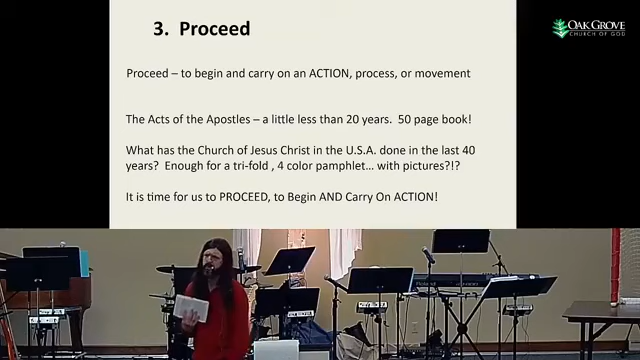 3. Proceed
OAK GROVE
CHURCH OF GOD
Proceed – to begin and carry on an ACTION, process, or movement
The Acts of the Apostles – a little less than 20 years. 50 page book!
What has the Church of Jesus Christ in the U.S.A. done in the last 40
years? Enough for a tri-fold , 4 color pamphlet… with pictures?!?
It is time for us to PROCEED, to Begin AND Carry On ACTION!